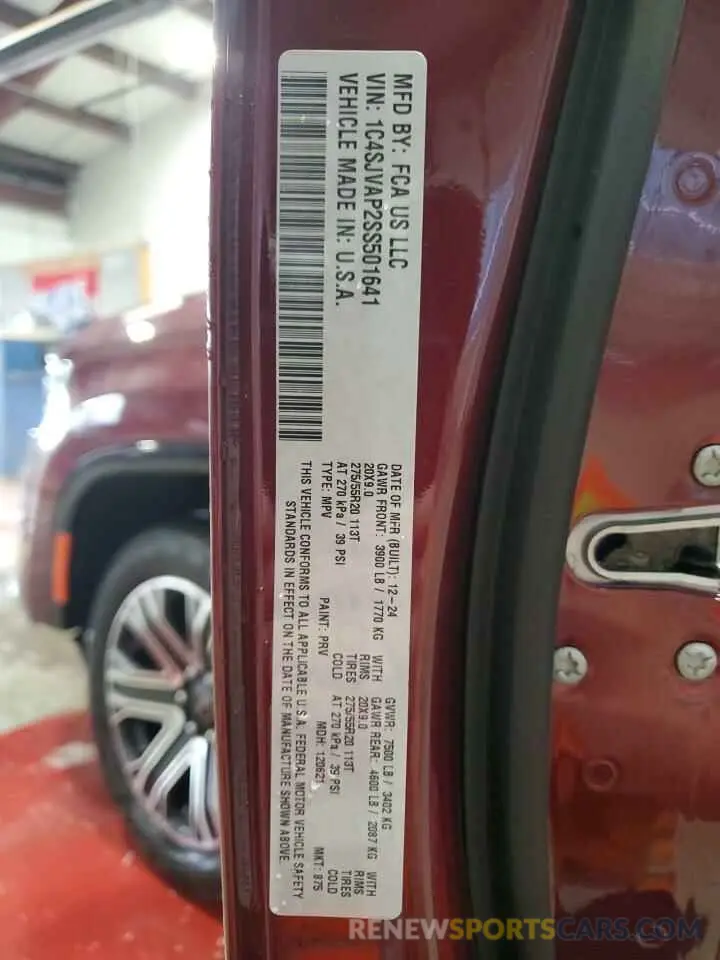 MFD BY: FCA US LLC
VIN: 1C4SJVAP2SS501641
VEHICLE MADE IN: U.S.A.
DATE OF MFR (BUILT): 12-24 GVWR: 7500 LB / 3402 KG
GAWR FRONT: 3900 LB / 1770 KG WITH GAWR REAR: 4600 LB / 2087 KG WITH
20X9.0 RIMS 20X9.0 RIMS
275/55R20 113T TIRES 275/55R20 113T TIRES
AT 270 kPa / 39 PSI COLD AT 270 kPa / 39 PSI COLD
TYPE: MPV PAINT: PRV MDH: 120621 MKT: 875
THIS VEHICLE CONFORMS TO ALL APPLICABLE U.S.A. FEDERAL MOTOR VEHICLE SAFETY
STANDARDS IN EFFECT ON THE DATE OF MANUFACTURE SHOWN ABOVE.
RENEWSPORTSCARS.COM